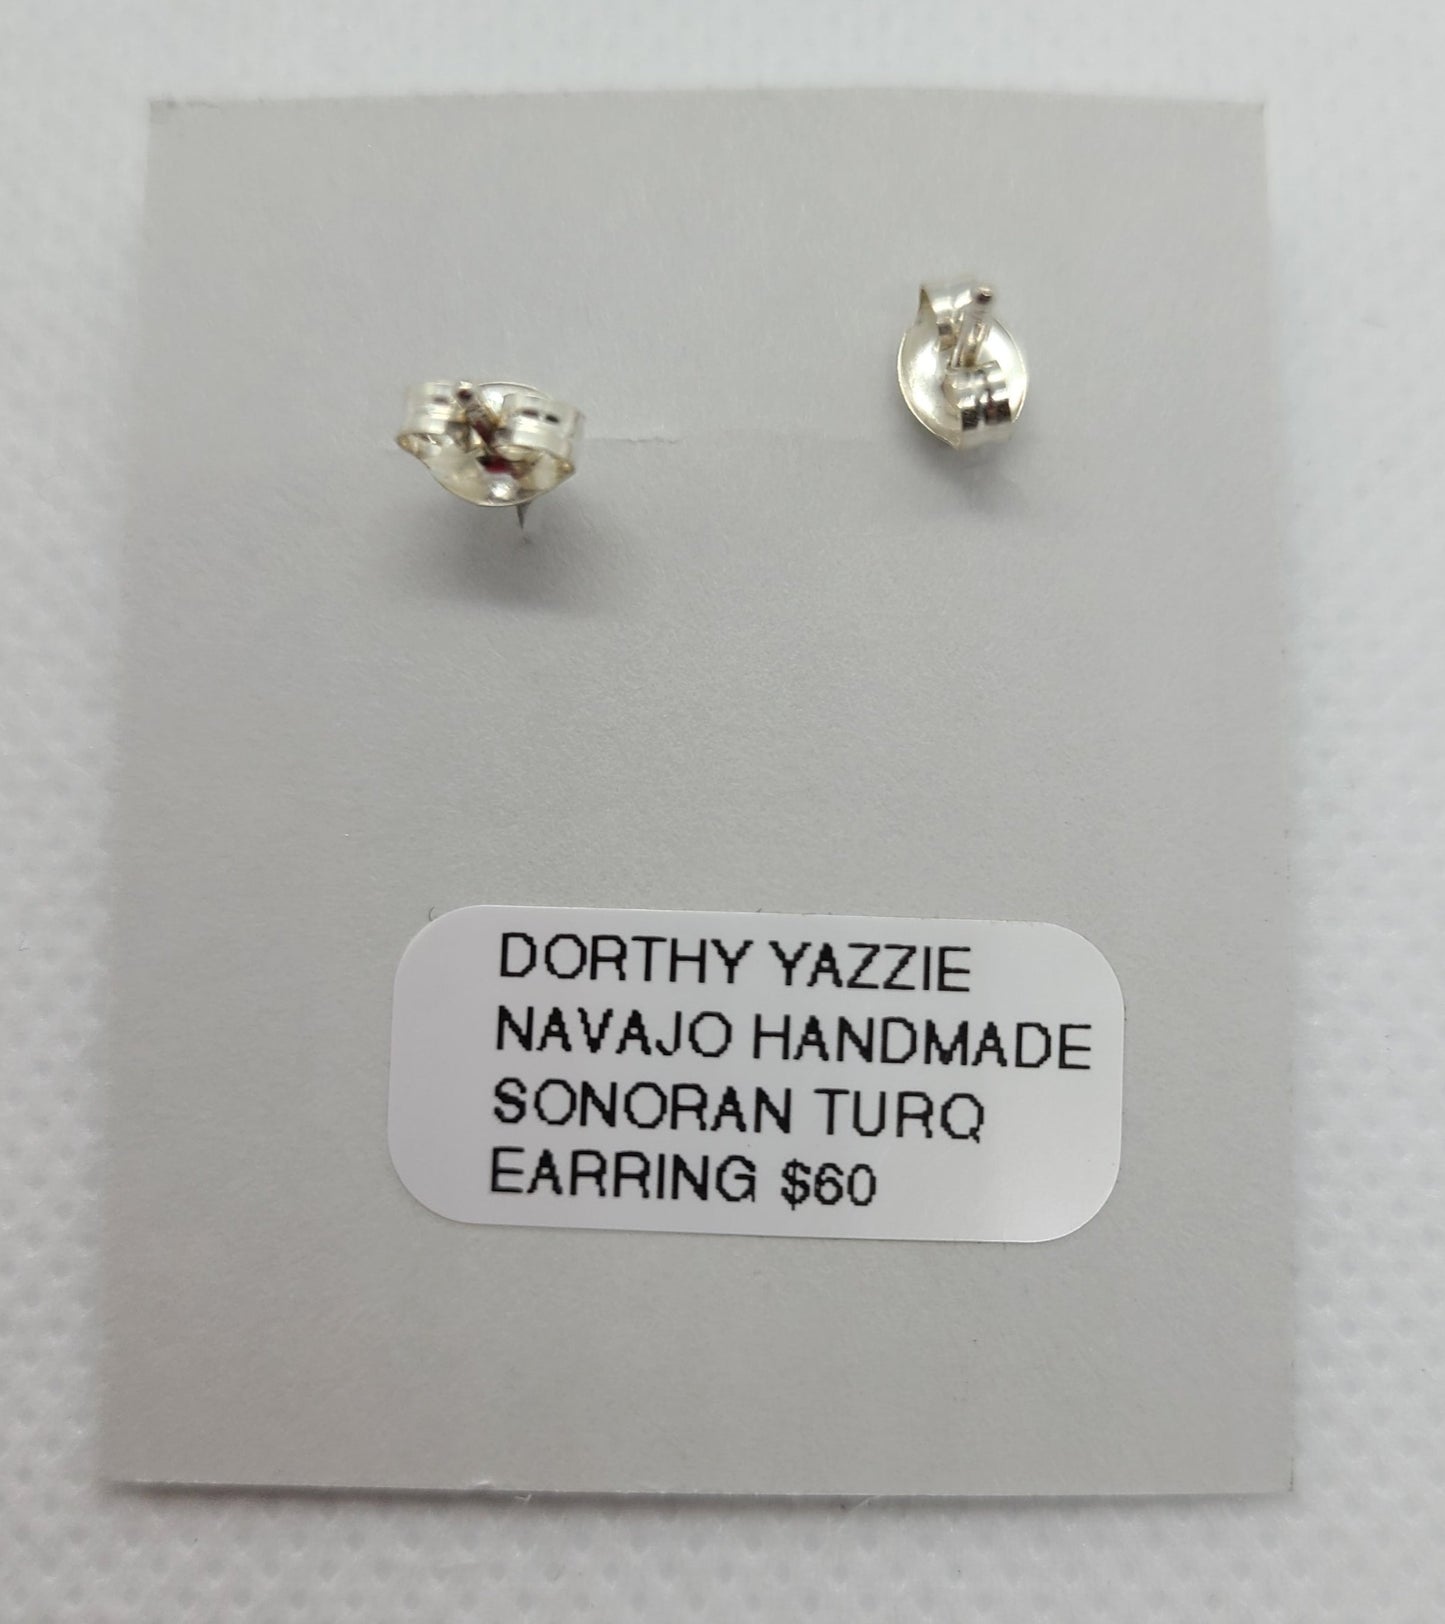 DORTHY YAZZIE
NAVAJO HANDMADE
SONORAN TURQ
EARRING $60